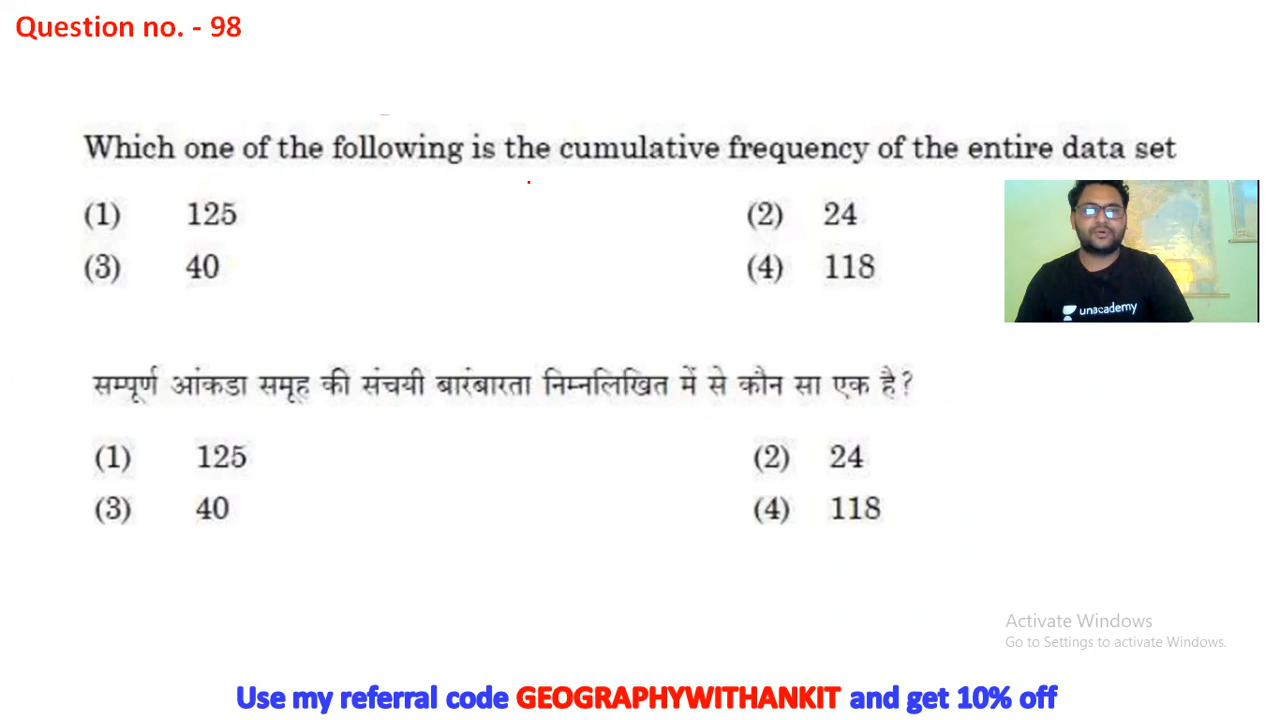 Question no. - 98
Which one of the following is the cumulative frequency of the entire data set
(1) 125 (2) 24
(3) 40 (4) 118
unacademy
सम्पूर्ण आंकडा समूह की संचयी बारंबारता निम्नलिखित में से कौन सा एक है?
(1) 125 (2) 24
(3) 40 (4) 118
Activate Windows
Go to Settings to activate Windows.
Use my referral code GEOGRAPHYWITHANKIT and get 10% off